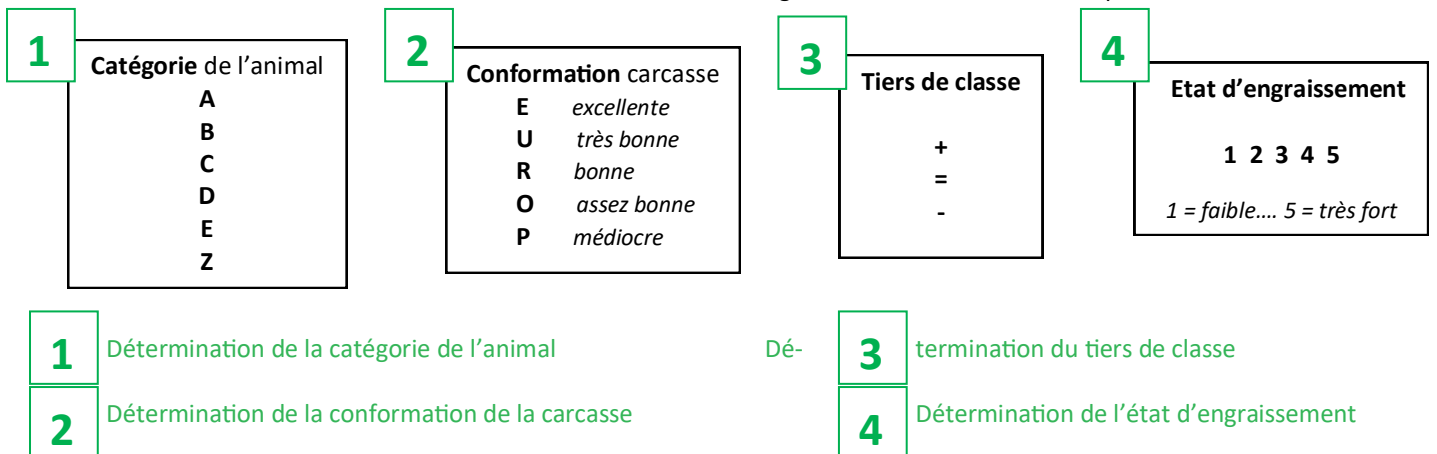 1
Catégorie de l'animal
A
B
C
D
E
Z
2
Conformation carcasse
E excellente
U très bonne
R bonne
O assez bonne
P médiocre
3
Tiers de classe
+
=
-
4
Etat d'engraissement
1 2 3 4 5
1 = faible.... 5 = très fort
1 Détermination de la catégorie de l'animal
Dé- 3 termination du tiers de classe
2 Détermination de la conformation de la carcasse
4 Détermination de l'état d'engraissement